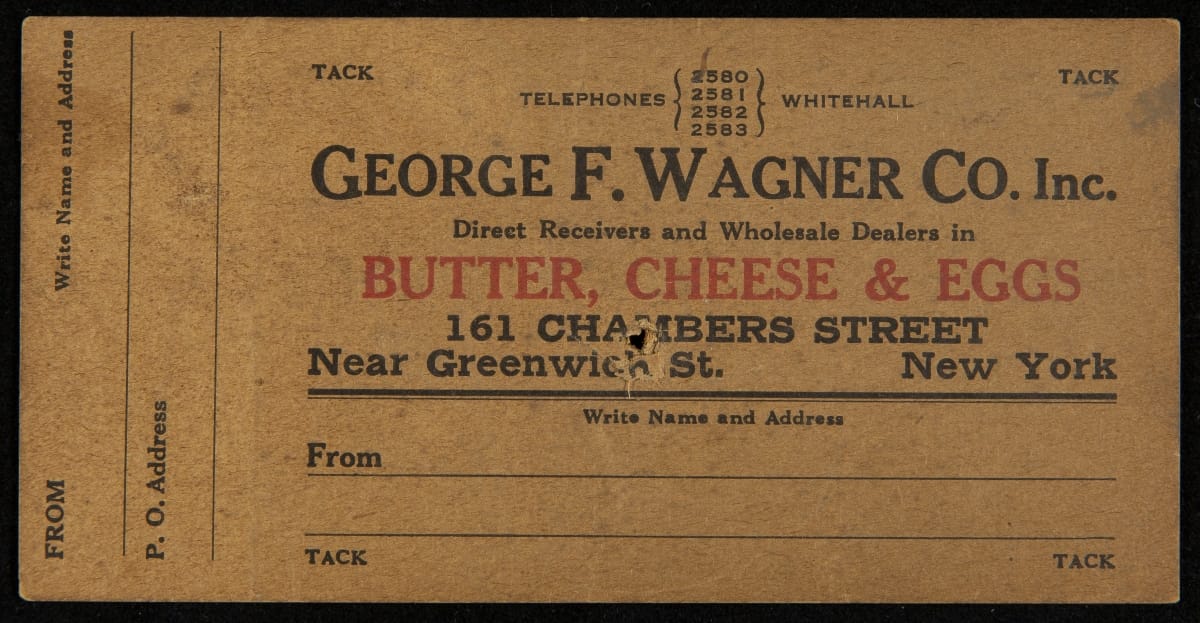 FROM Write Name and Address
P. O. Address
TACK TACK
TELEPHONES { 2580 2581 2582 2583 } WHITEHALL
GEORGE F. WAGNER CO. Inc.
Direct Receivers and Wholesale Dealers in
BUTTER, CHEESE & EGGS
161 CHAMBERS STREET
Near Greenwich St. New York
Write Name and Address
From
TACK TACK